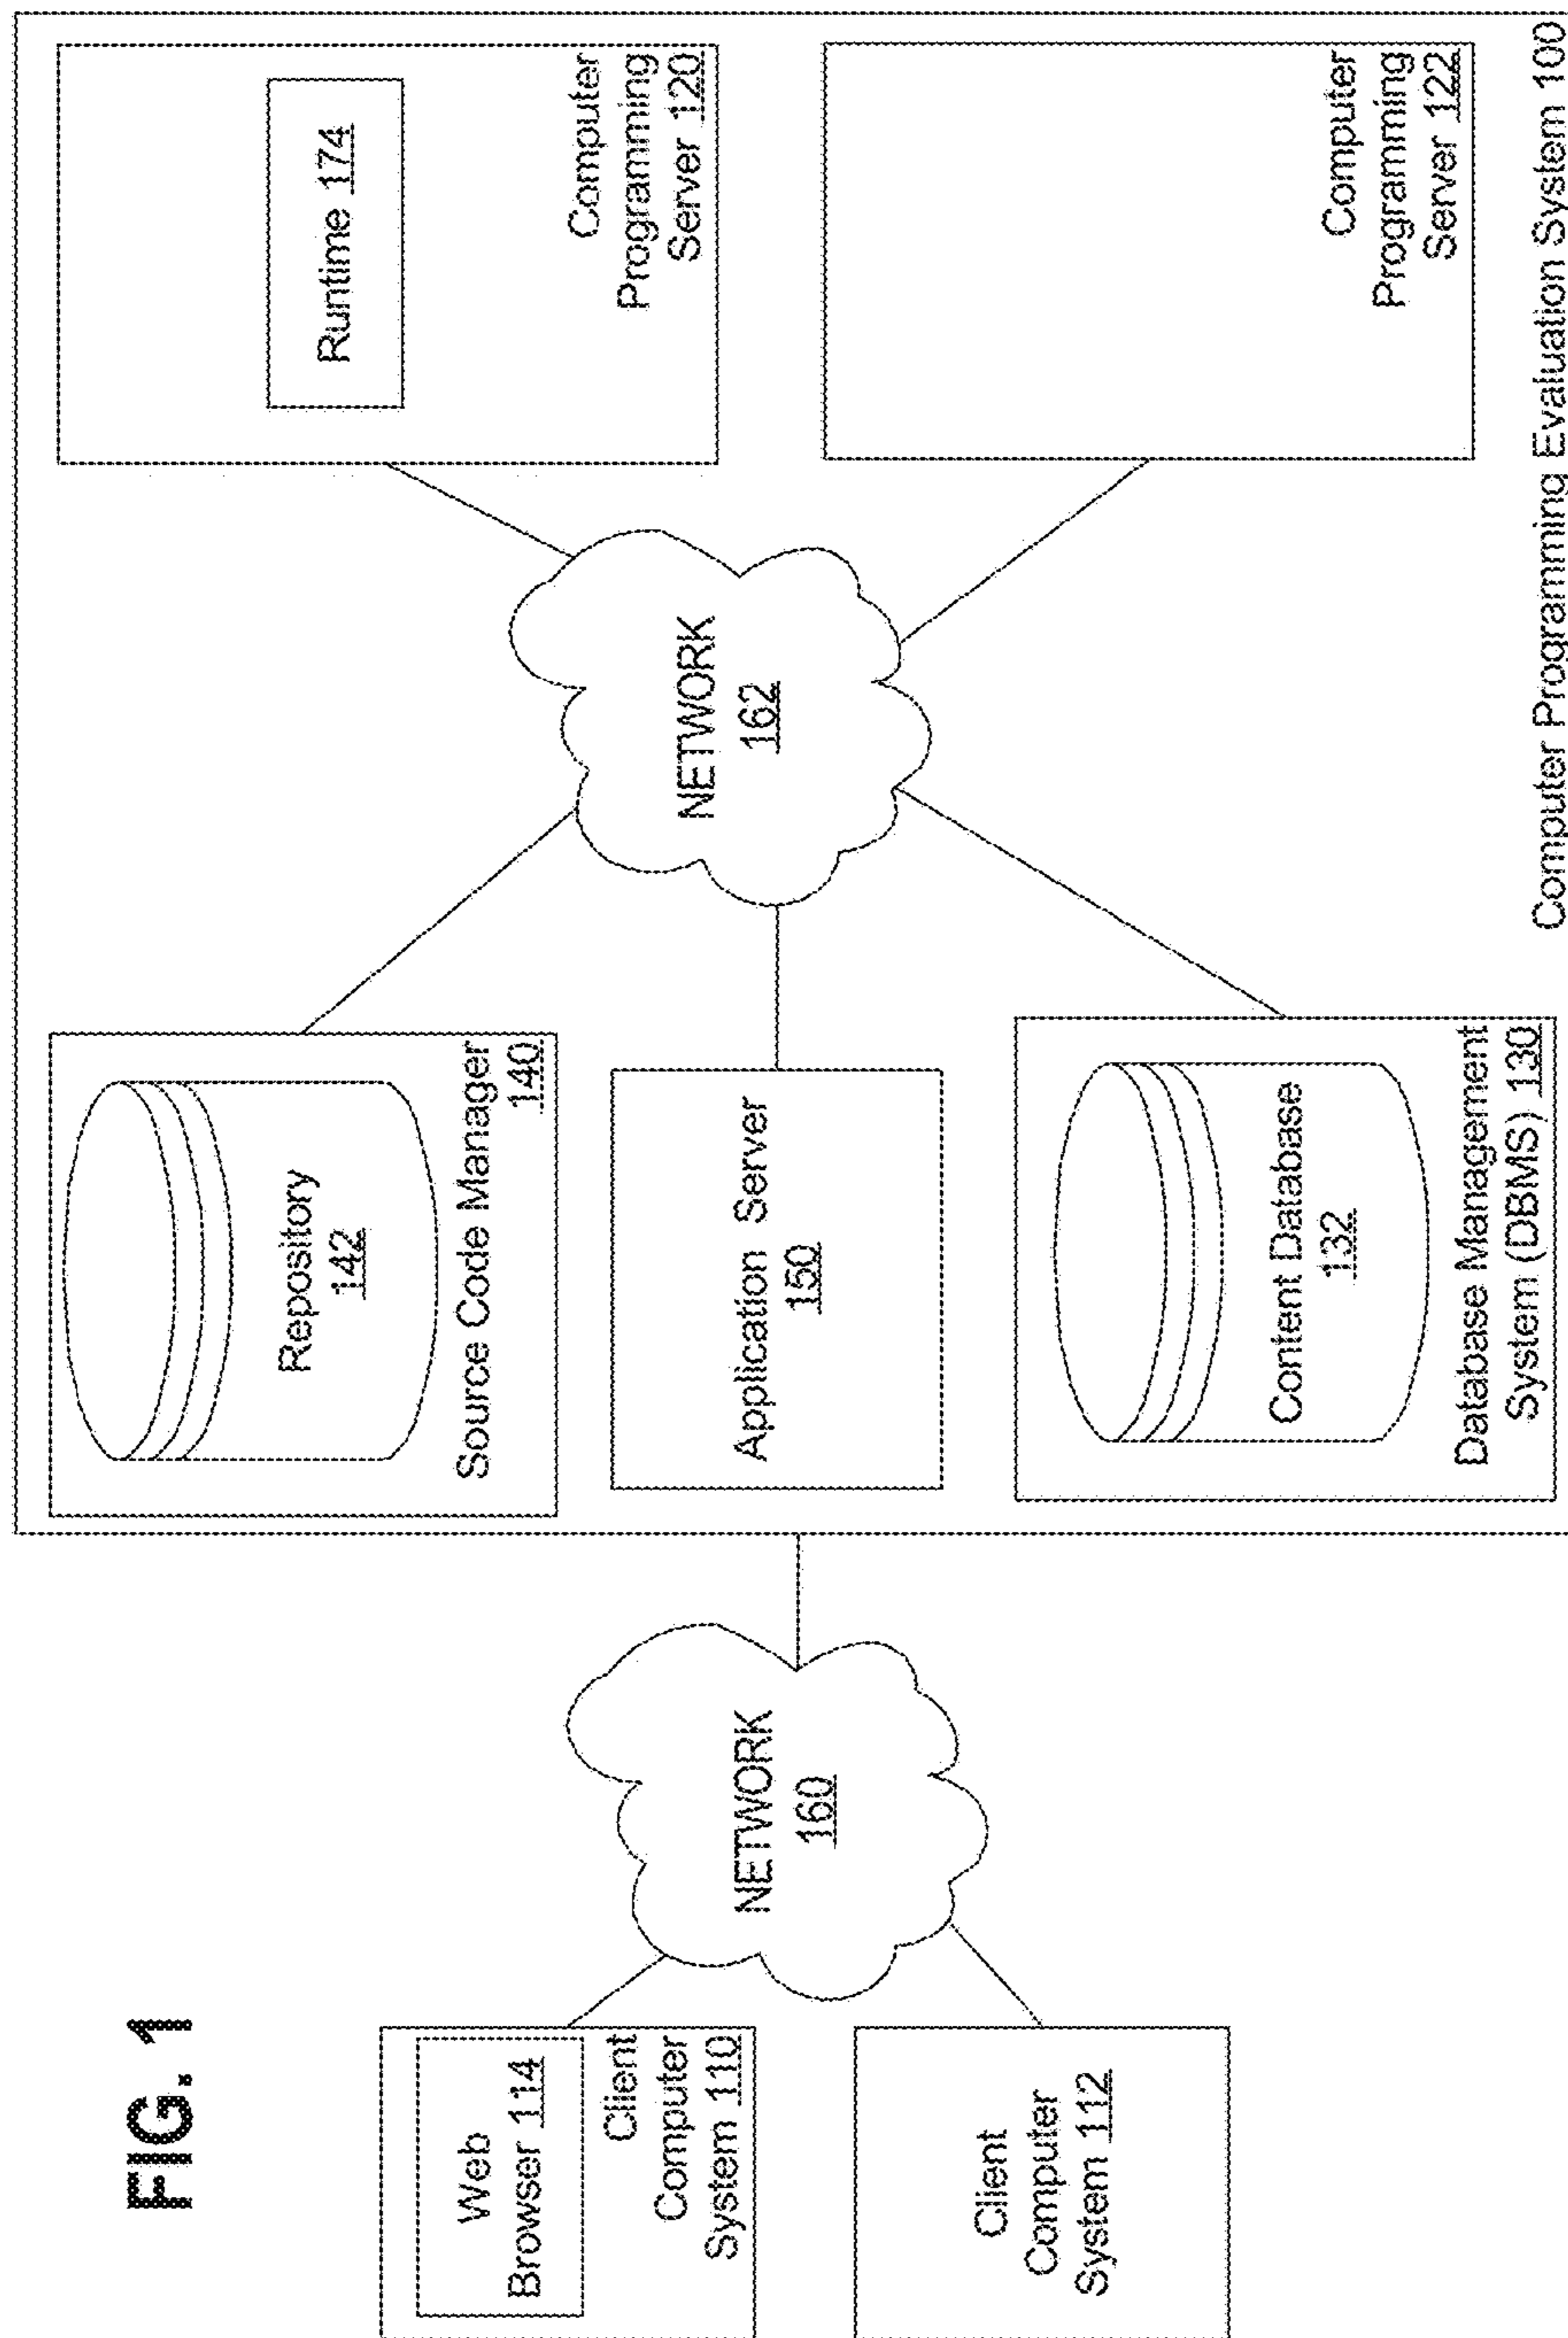 FIG. 1
Web
Browser 114
Client
Computer
System 110
Client
Computer
System 112
NETWORK
160
Repository
142
Source Code Manager
140
Application Server
150
Content Database
132
Database Management
System (DBMS) 130
NETWORK
162
Runtime 174
Computer
Programming
Server 120
Computer
Programming
Server 122
Computer Programming Evaluation System 100